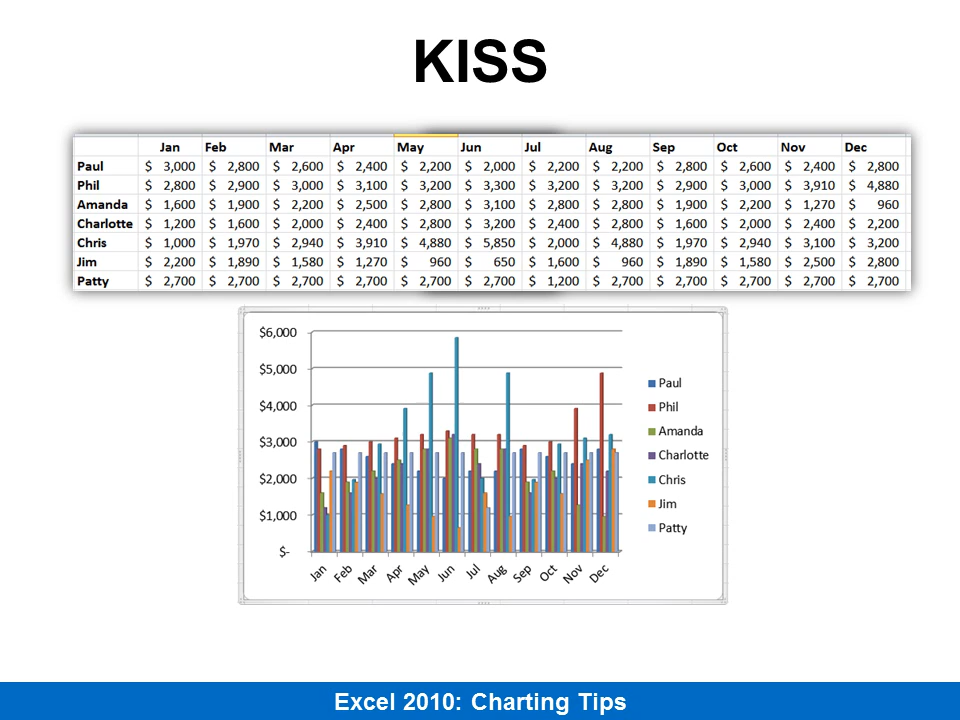 KISS
Jan Feb Mar Apr May Jun Jul Aug Sep Oct Nov Dec
Paul $ 3,000 $ 2,800 $ 2,600 $ 2,400 $ 2,200 $ 2,000 $ 2,200 $ 2,200 $ 2,800 $ 2,600 $ 2,400 $ 2,800
Phil $ 2,800 $ 2,900 $ 3,000 $ 3,100 $ 3,200 $ 3,300 $ 3,200 $ 3,200 $ 2,900 $ 3,000 $ 3,910 $ 4,880
Amanda $ 1,600 $ 1,900 $ 2,200 $ 2,500 $ 2,800 $ 3,100 $ 2,800 $ 2,800 $ 1,900 $ 2,200 $ 1,270 $ 960
Charlotte $ 1,200 $ 1,600 $ 2,000 $ 2,400 $ 2,800 $ 3,200 $ 2,400 $ 2,800 $ 1,600 $ 2,000 $ 2,400 $ 2,200
Chris $ 1,000 $ 1,970 $ 2,940 $ 3,910 $ 4,880 $ 5,850 $ 2,000 $ 4,880 $ 1,970 $ 2,940 $ 3,100 $ 3,200
Jim $ 2,200 $ 1,890 $ 1,580 $ 1,270 $ 960 $ 650 $ 1,600 $ 960 $ 1,890 $ 1,580 $ 2,500 $ 2,800
Patty $ 2,700 $ 2,700 $ 2,700 $ 2,700 $ 2,700 $ 2,700 $ 1,200 $ 2,700 $ 2,700 $ 2,700 $ 2,700 $ 2,700
$6,000
$5,000
$4,000
$3,000
$2,000
$1,000
$-
Jan Feb Mar Apr May Jun Jul Aug Sep Oct Nov Dec
Paul
Phil
Amanda
Charlotte
Chris
Jim
Patty
Excel 2010: Charting Tips